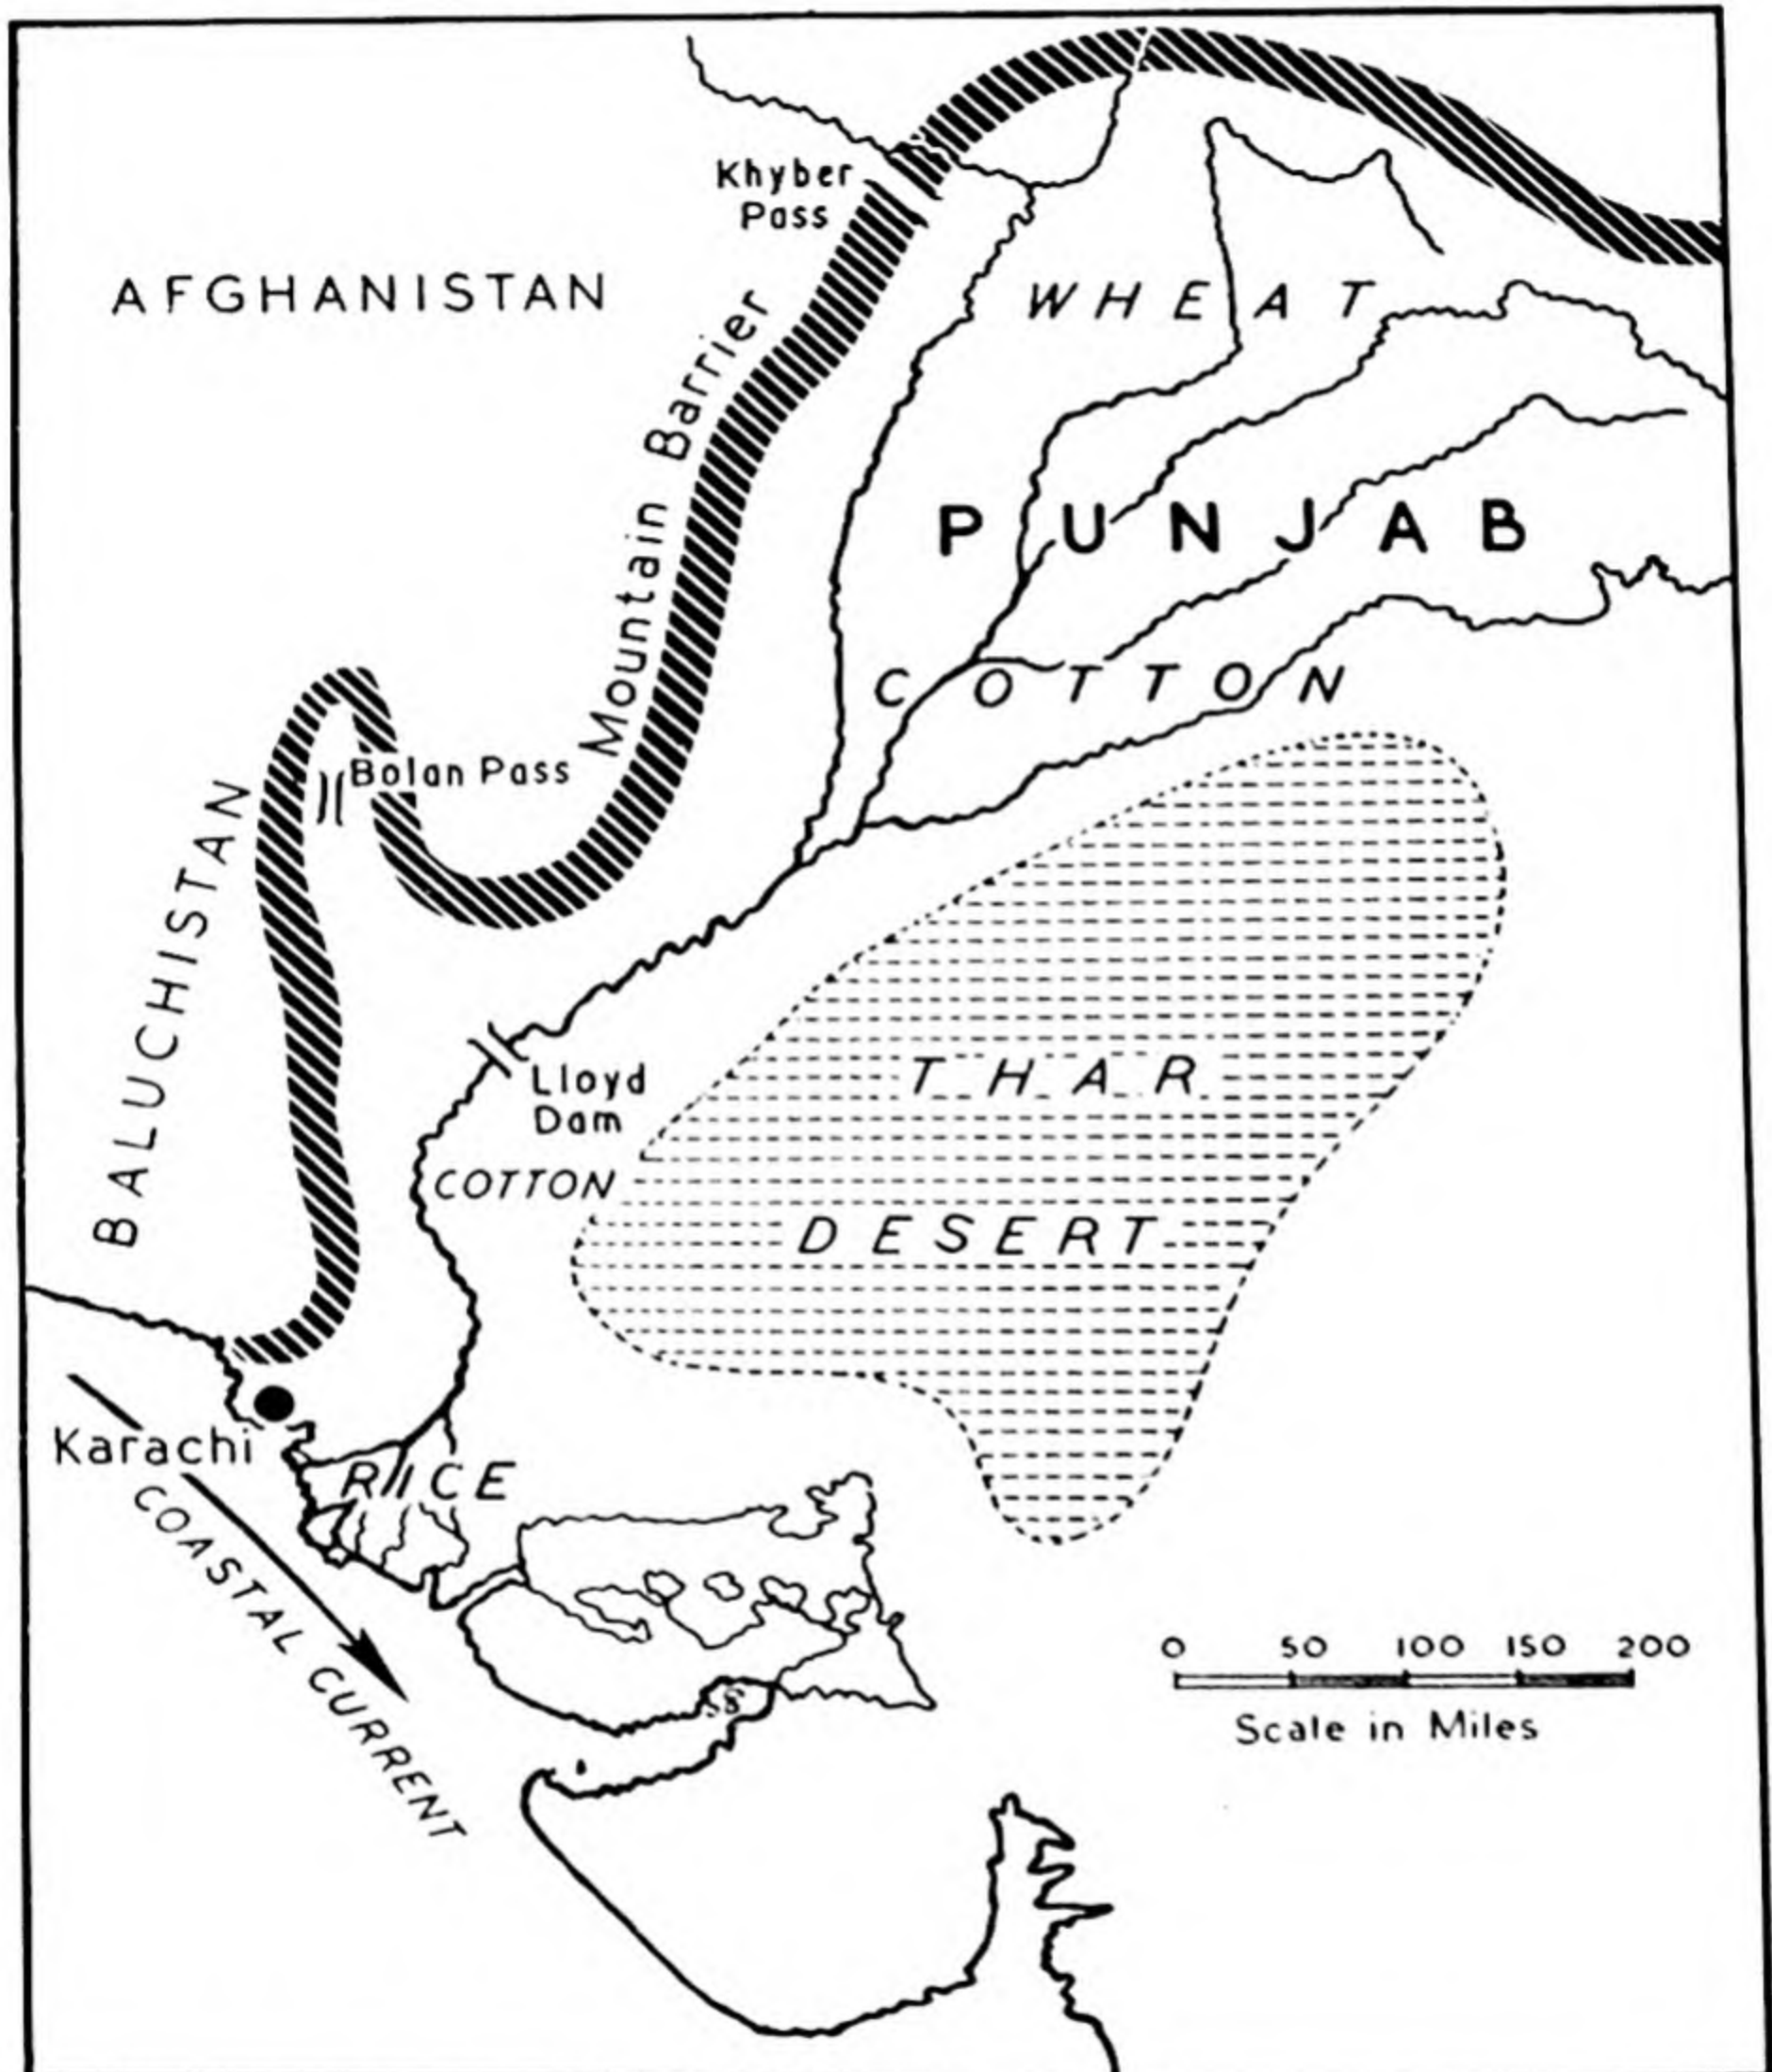 Khyber
Pass
AFGHANISTAN
WHEAT
Mountain Barrier
PUNJAB
COTTON
Bolan Pass
BALUCHISTAN
Lloyd
Dam
THAR
COTTON
DESERT
Karachi
RICE
COASTAL CURRENT
0 50 100 150 200
Scale in Miles